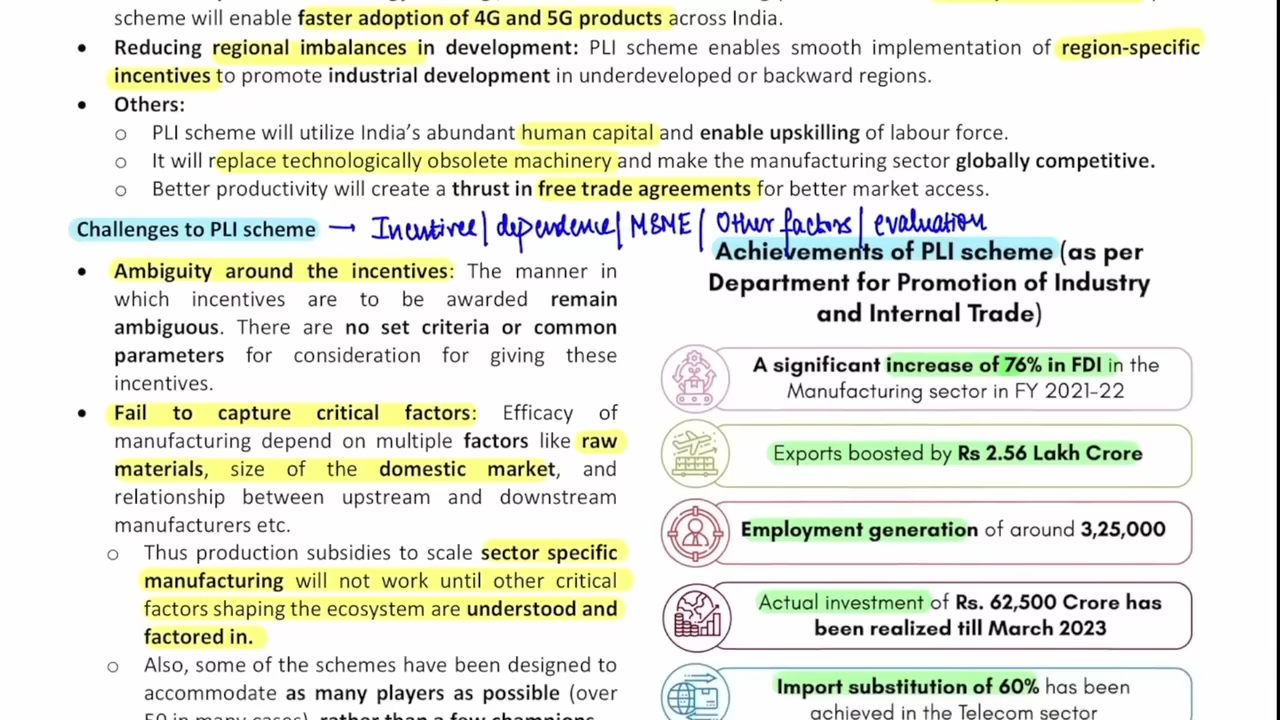 scheme will enable faster adoption of 4G and 5G products across India.
• Reducing regional imbalances in development: PLI scheme enables smooth implementation of region-specific
incentives to promote industrial development in underdeveloped or backward regions.
• Others:
o PLI scheme will utilize India's abundant human capital and enable upskilling of labour force.
o It will replace technologically obsolete machinery and make the manufacturing sector globally competitive.
o Better productivity will create a thrust in free trade agreements for better market access.
Challenges to PLI scheme → Incentive | dependence | MSME | Other factors | evaluation
• Ambiguity around the incentives: The manner in
which incentives are to be awarded remain
ambiguous. There are no set criteria or common
parameters for consideration for giving these
incentives.
• Fail to capture critical factors: Efficacy of
manufacturing depend on multiple factors like raw
materials, size of the domestic market, and
relationship between upstream and downstream
manufacturers etc.
o Thus production subsidies to scale sector specific
manufacturing will not work until other critical
factors shaping the ecosystem are understood and
factored in.
o Also, some of the schemes have been designed to
accommodate as many players as possible (over
50 in many cases), rather than a few champions
Achievements of PLI scheme (as per
Department for Promotion of Industry
and Internal Trade)
A significant increase of 76% in FDI in the
Manufacturing sector in FY 2021-22
Exports boosted by Rs 2.56 Lakh Crore
Employment generation of around 3,25,000
Actual investment of Rs. 62,500 Crore has
been realized till March 2023
Import substitution of 60% has been
achieved in the Telecom sector